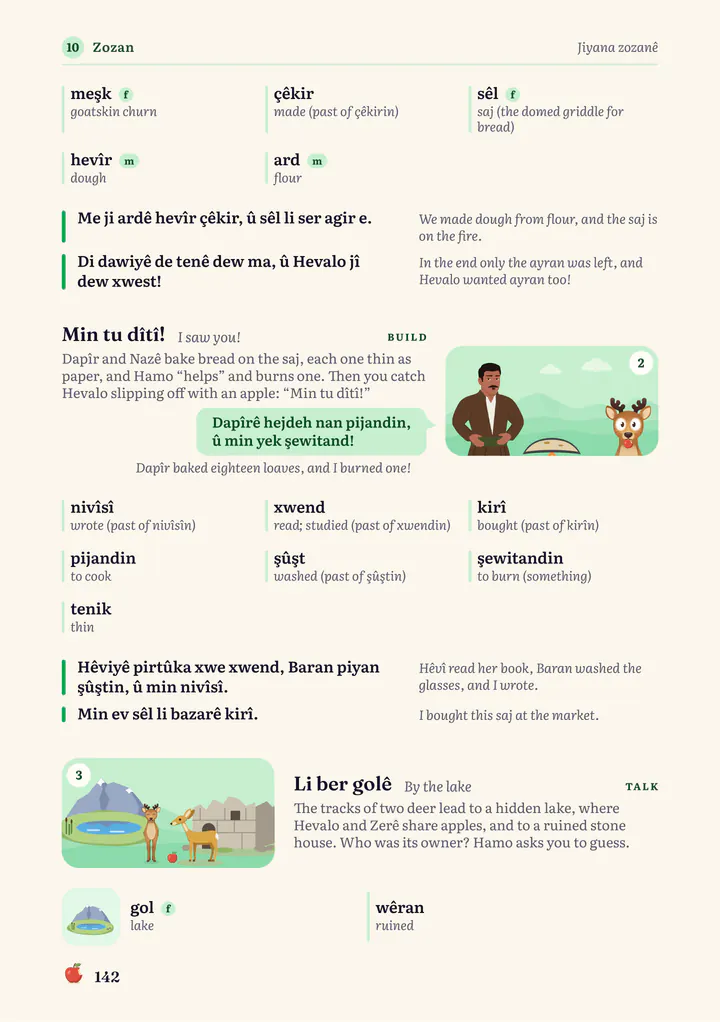 10 Zozan
Jiyana zozanê
meşk f
goatskin churn
çêkir
made (past of çêkirin)
sêl f
saj (the domed griddle for
bread)
hevîr m
dough
ard m
flour
Me ji ardê hevîr çêkir, û sêl li ser agir e.
We made dough from flour, and the saj is
on the fire.
Di dawiyê de tenê dew ma, û Hevalo jî
dew xwest!
In the end only the ayran was left, and
Hevalo wanted ayran too!
Min tu dîtî! I saw you!
BUILD
Dapîr and Nazê bake bread on the saj, each one thin as
paper, and Hamo “helps” and burns one. Then you catch
Hevalo slipping off with an apple: “Min tu dîtî!”
2
Dapîrê hejdeh nan pijandin,
û min yek şewitand!
Dapîr baked eighteen loaves, and I burned one!
nivîsî
wrote (past of nivîsîn)
xwend
read; studied (past of xwendin)
kirî
bought (past of kirîn)
pijandin
to cook
şûşt
washed (past of şûştin)
şewitandin
to burn (something)
tenik
thin
Hêviyê pirtûka xwe xwend, Baran piyan
şûştin, û min nivîsî.
Hêvî read her book, Baran washed the
glasses, and I wrote.
Min ev sêl li bazarê kirî.
I bought this saj at the market.
3
Li ber golê By the lake
TALK
The tracks of two deer lead to a hidden lake, where
Hevalo and Zerê share apples, and to a ruined stone
house. Who was its owner? Hamo asks you to guess.
gol f
lake
wêran
ruined
142